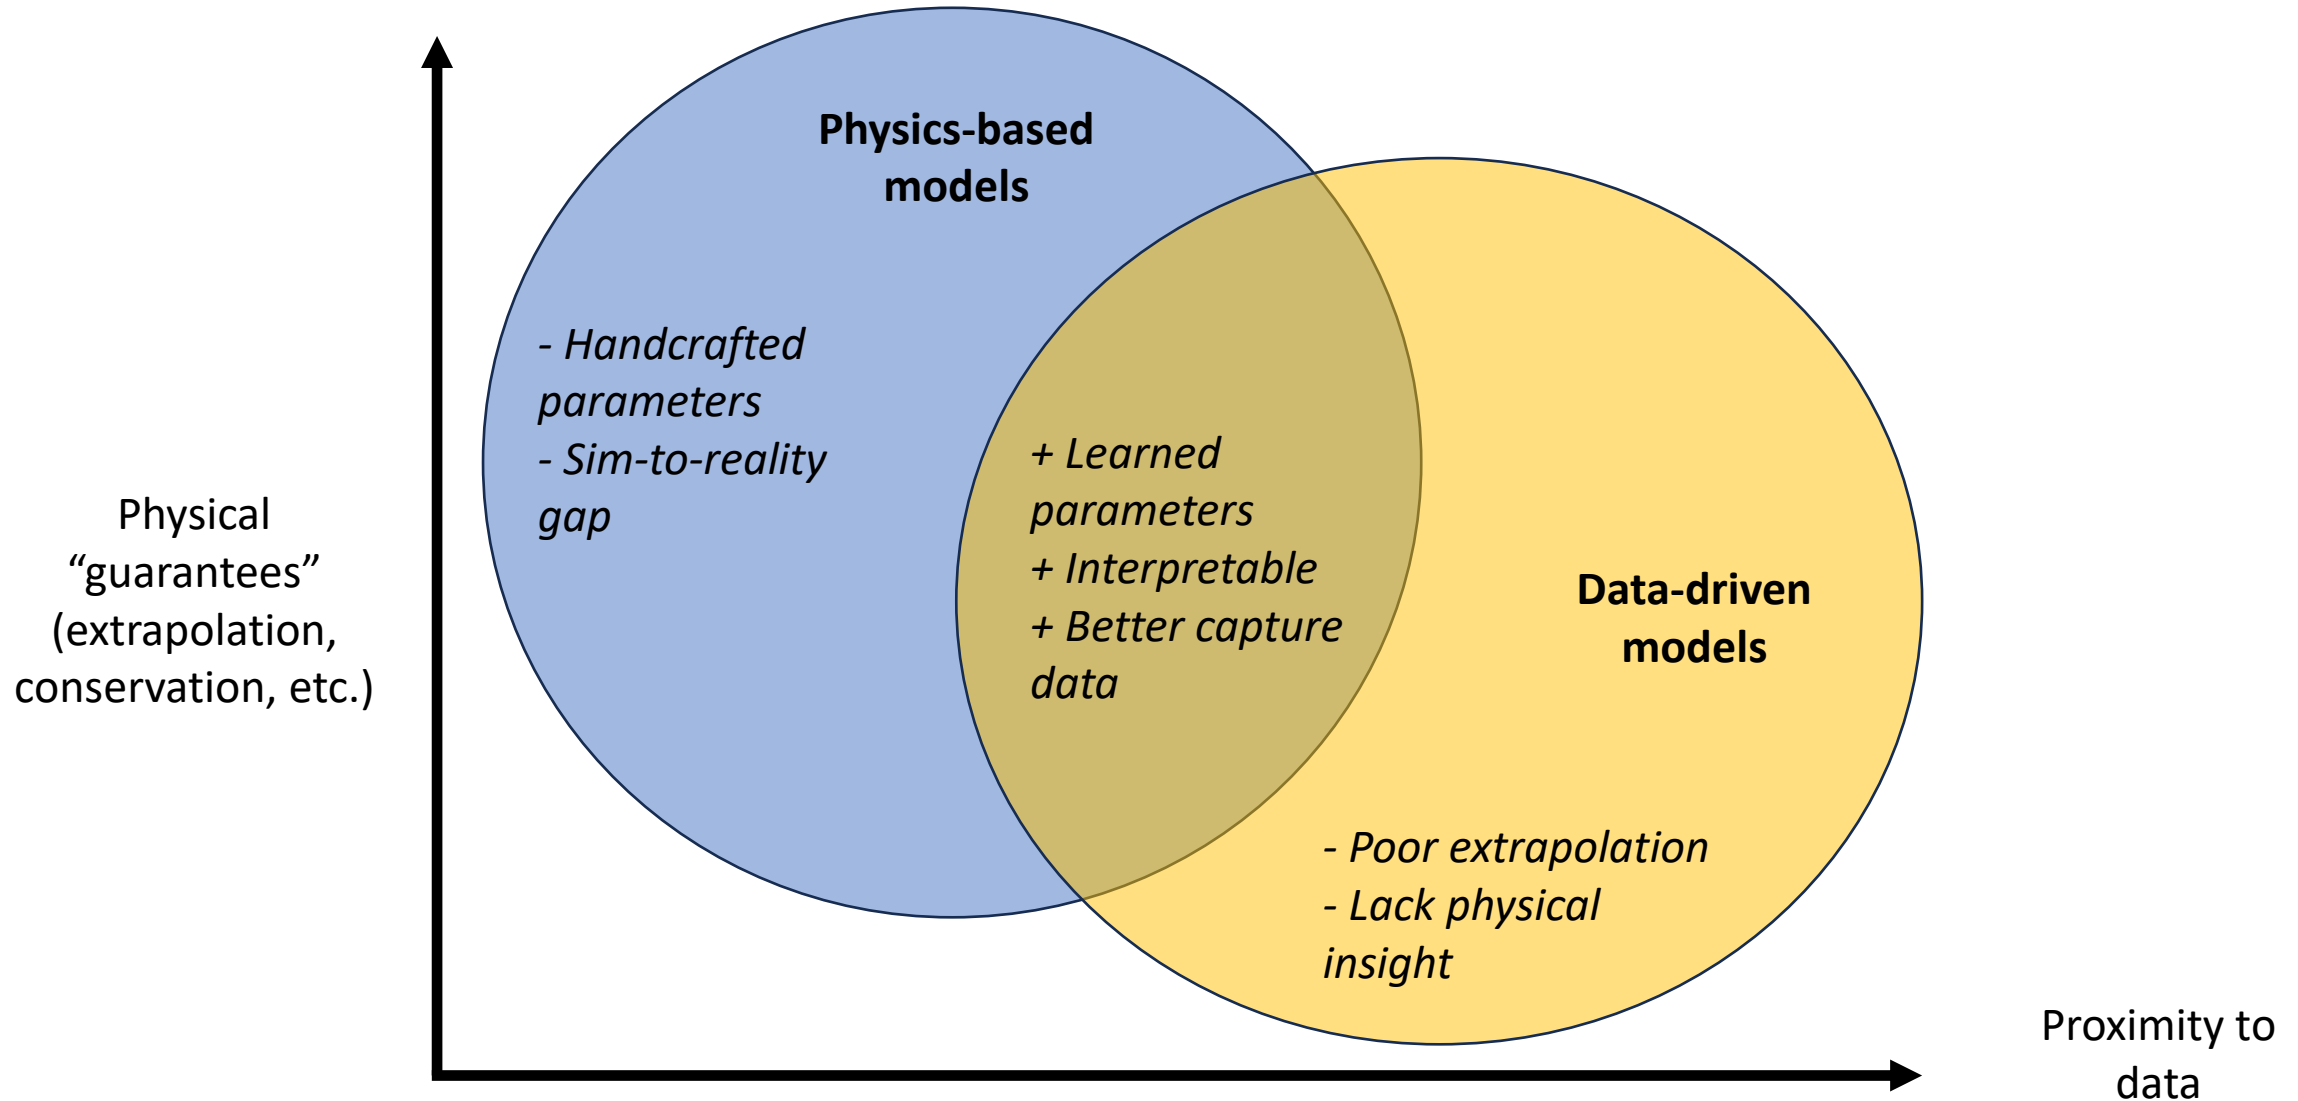 Physics-based
models
- Handcrafted
parameters
- Sim-to-reality
gap
+ Learned
parameters
+ Interpretable
+ Better capture
data
Data-driven
models
- Poor extrapolation
- Lack physical
insight
Physical
“guarantees”
(extrapolation,
conservation, etc.)
Proximity to
data